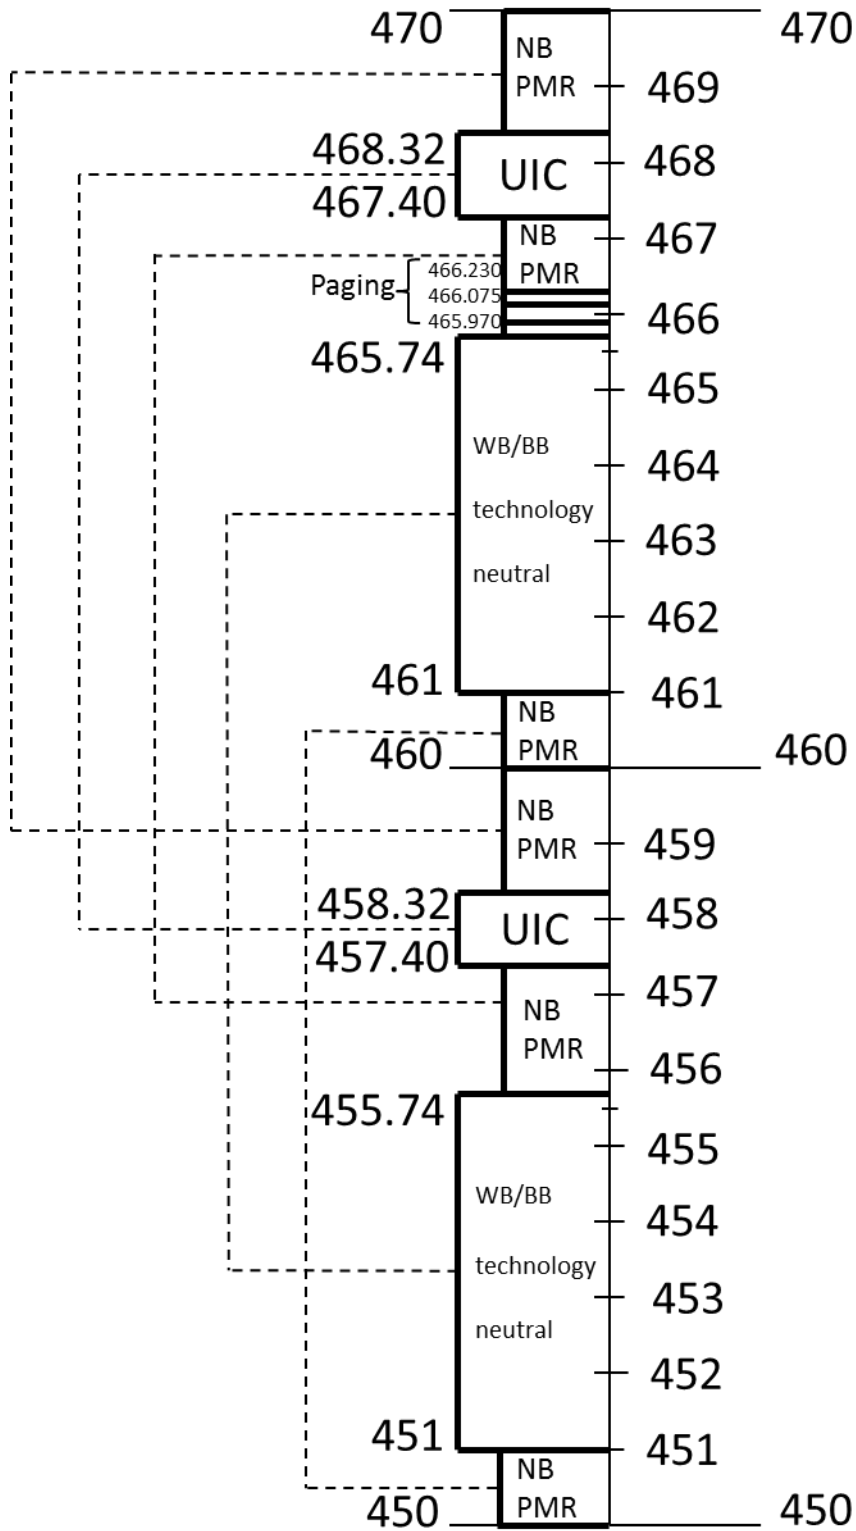 470
470
NB
PMR
469
468.32
468
UIC
467.40
467
NB
PMR
Paging
466.230
466.075
465.970
466
465.74
465
WB/BB
technology
neutral
464
463
462
461
461
NB
PMR
460
460
NB
PMR
459
458.32
458
UIC
457.40
457
NB
PMR
456
455.74
455
WB/BB
technology
neutral
454
453
452
451
451
NB
PMR
450
450